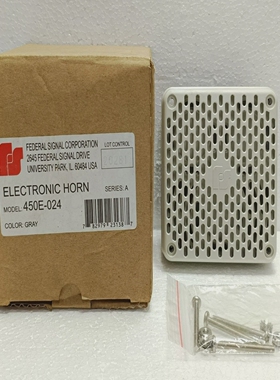 FEDERAL SIGNAL CORPORATION
2645 FEDERAL SIGNAL DRIVE
UNIVERSITY PARK, IL. 60484 USA
LOT CONTROL
ELECTRONIC HORN
MODEL: 450E-024
SERIES: A
COLOR: GRAY